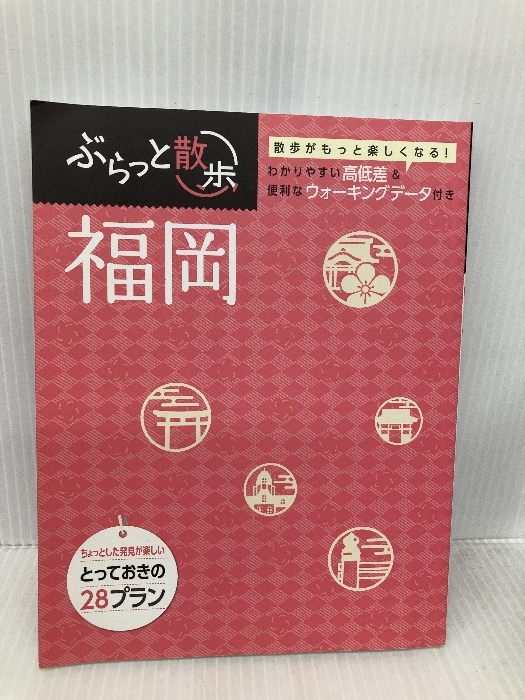 ぶらっと散歩
福岡
散歩がもっと楽しくなる!
わかりやすい高低差&
便利なウォーキングデータ付き
ちょっとした発見が楽しい
とっておきの
28プラン